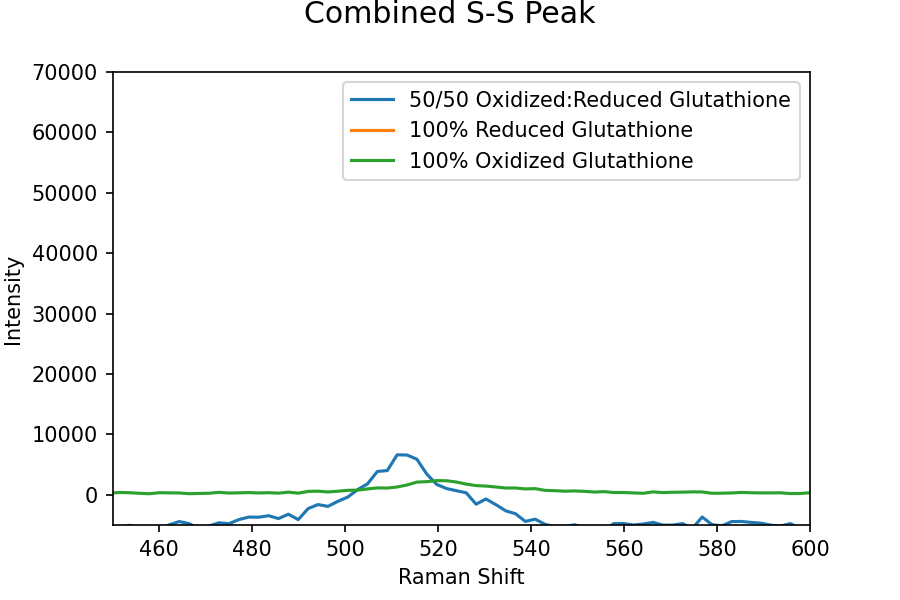 Combined S-S Peak
70000
60000
50000
40000
30000
20000
10000
0
Intensity
50/50 Oxidized:Reduced Glutathione
100% Reduced Glutathione
100% Oxidized Glutathione
460 480 500 520 540 560 580 600
Raman Shift